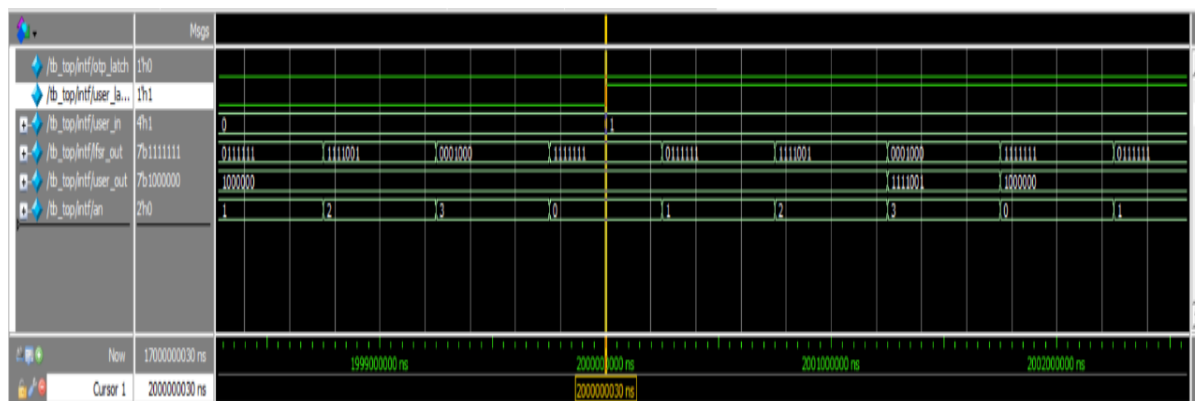 Msgs
/tb_top/intf/otp_latch 1'h0
/tb_top/intf/user_la... 1'h1
/tb_top/intf/user_in 4'h1 0 1
/tb_top/intf/lfsr_out 7'b1111111 0111111 1111001 0001000 1111111 0111111 1111001 0001000 1111111 0111111
/tb_top/intf/user_out 7'b1000000 1000000 1111001 1000000
/tb_top/intf/an 2'h0 1 2 3 0 1 2 3 0 1
Now 17000000030 ns 1999000000 ns 2000000000 ns 2001000000 ns 2002000000 ns
Cursor 1 2000000030 ns 2000000030 ns